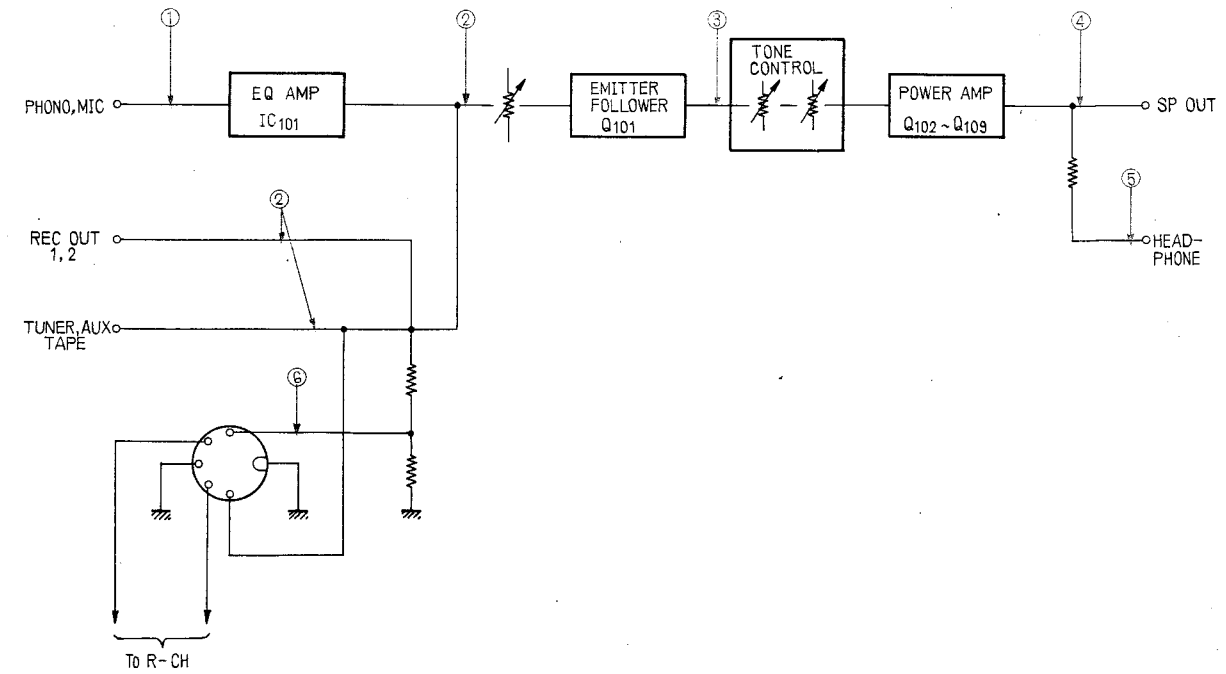 ① ② ③ ④
TONE
CONTROL
PHONO,MIC
EQ AMP
IC101
EMITTER
FOLLOWER
Q101
POWER AMP
Q102~Q109
SP OUT
②
⑤
REC OUT
1,2
HEAD-
PHONE
TUNER,AUX
TAPE
⑥
To R-CH